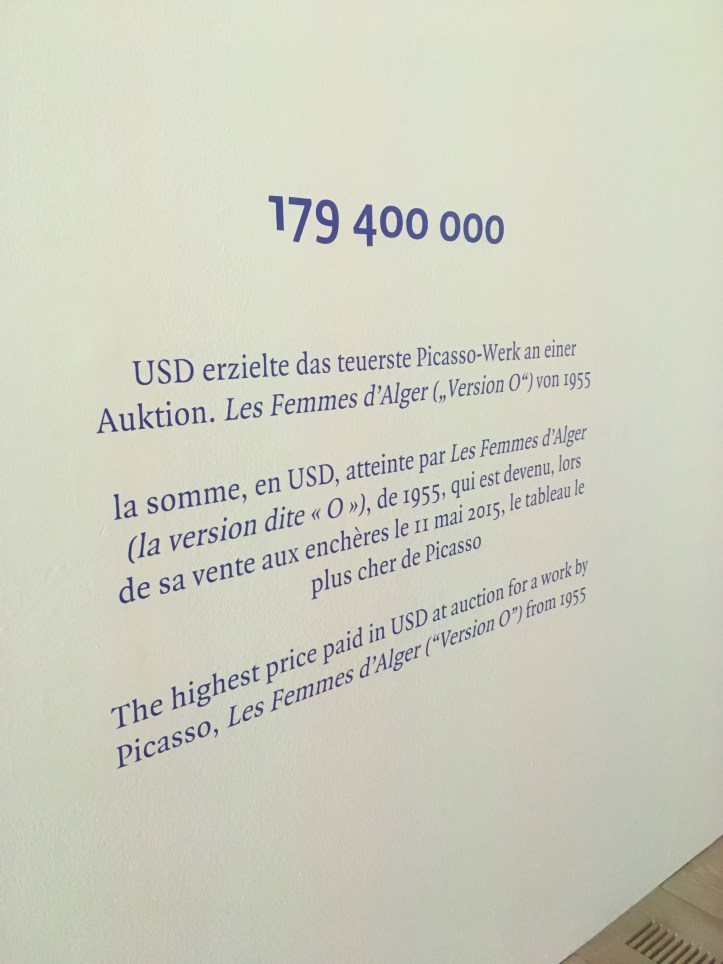 179 400 000
USD erzielte das teuerste Picasso-Werk an einer
Auktion. Les Femmes d’Alger („Version O“) von 1955
la somme, en USD, atteinte par Les Femmes d’Alger
(la version dite « O »), de 1955, qui est devenu, lors
de sa vente aux enchères le 11 mai 2015, le tableau le
plus cher de Picasso
The highest price paid in USD at auction for a work by
Picasso, Les Femmes d’Alger (“Version O”) from 1955